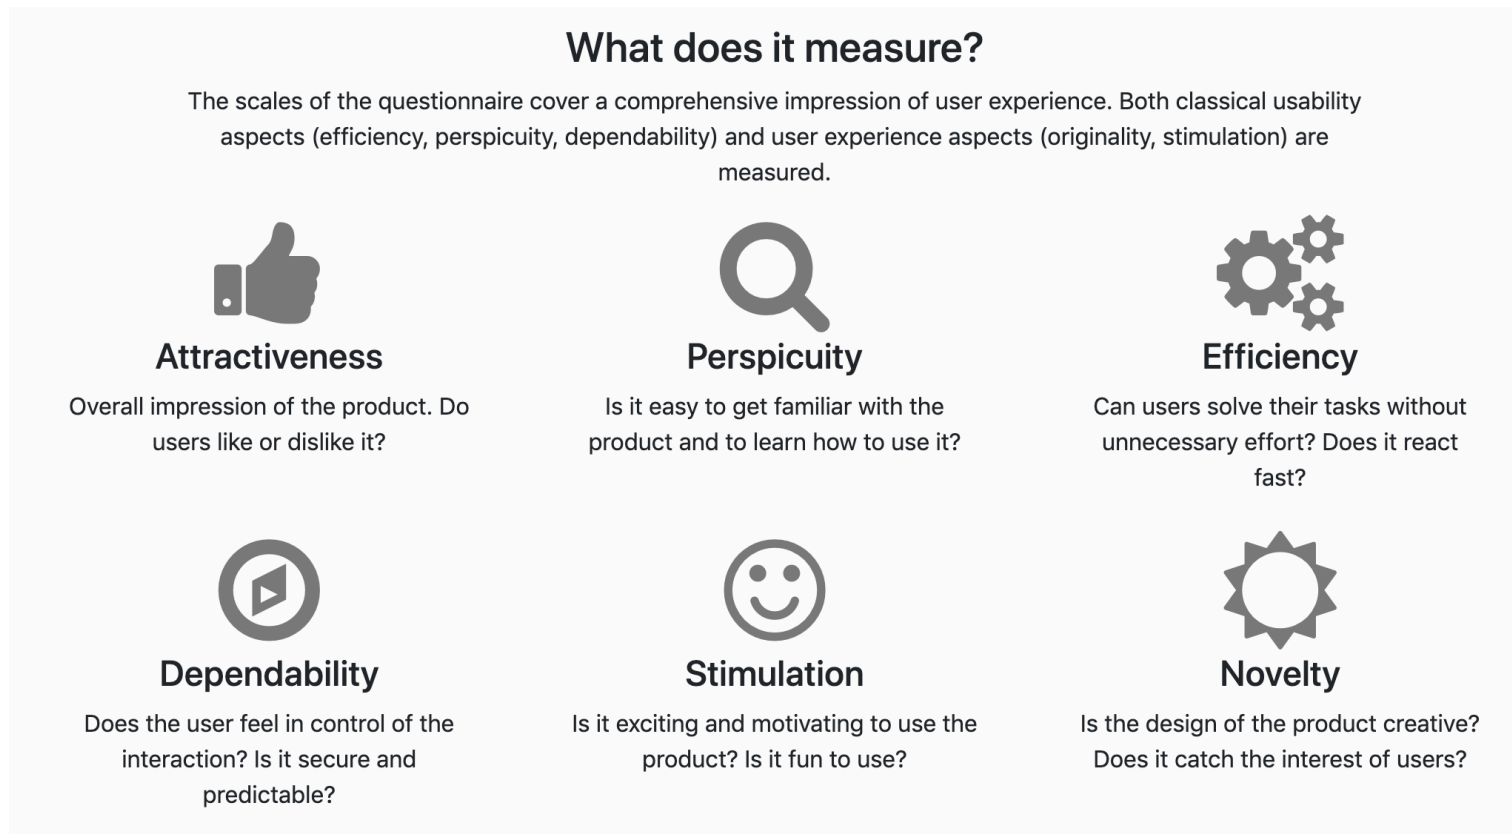 What does it measure?
The scales of the questionnaire cover a comprehensive impression of user experience. Both classical usability
aspects (efficiency, perspicuity, dependability) and user experience aspects (originality, stimulation) are
measured.
Attractiveness
Overall impression of the product. Do
users like or dislike it?
Perspicuity
Is it easy to get familiar with the
product and to learn how to use it?
Efficiency
Can users solve their tasks without
unnecessary effort? Does it react
fast?
Dependability
Does the user feel in control of the
interaction? Is it secure and
predictable?
Stimulation
Is it exciting and motivating to use the
product? Is it fun to use?
Novelty
Is the design of the product creative?
Does it catch the interest of users?